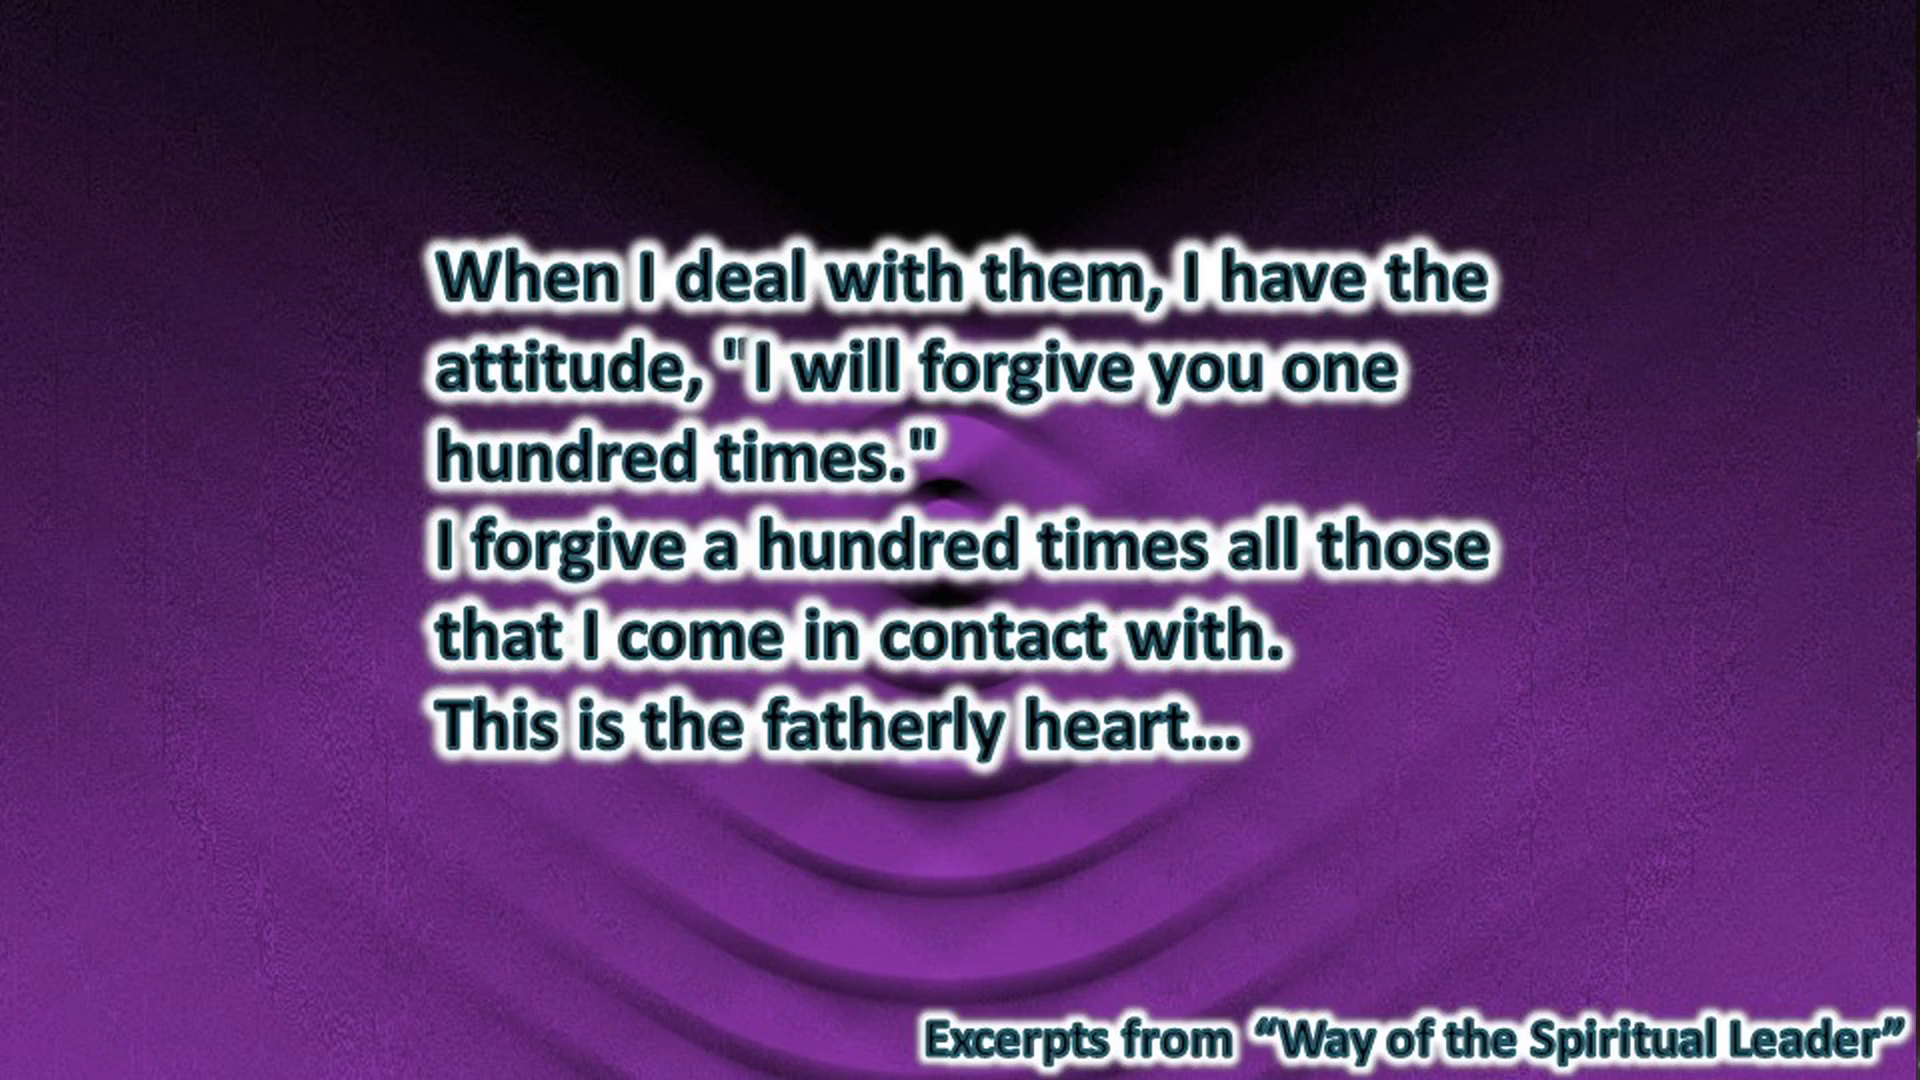 When I deal with them, I have the
attitude, "I will forgive you one
hundred times."
I forgive a hundred times all those
that I come in contact with.
This is the fatherly heart...
Excerpts from “Way of the Spiritual Leader”